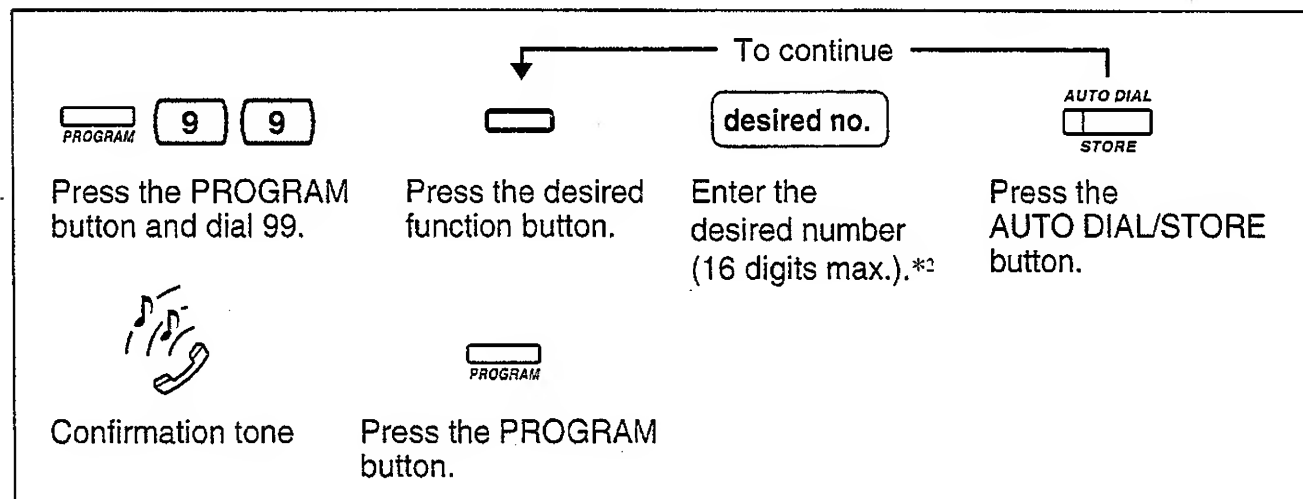 To continue
AUTO DIAL
PROGRAM 9 9 desired no. STORE
Press the PROGRAM
button and dial 99.
Press the desired
function button.
Enter the
desired number
(16 digits max.).*2
Press the
AUTO DIAL/STORE
button.
PROGRAM
Confirmation tone
Press the PROGRAM
button.